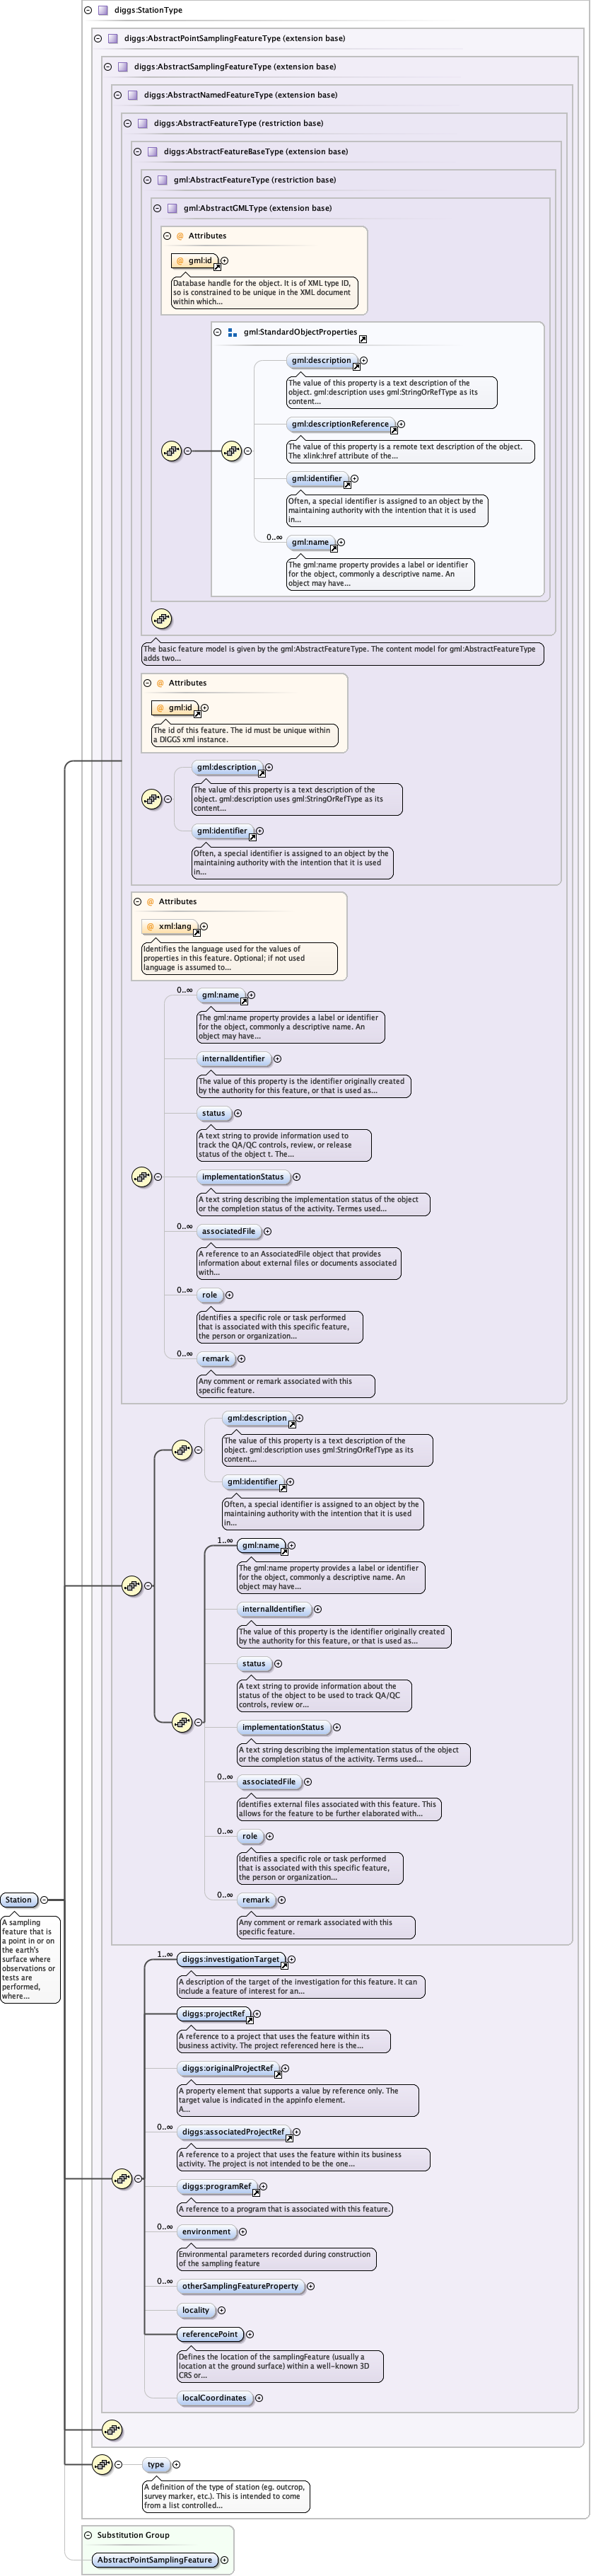 diggs:StationType
diggs:AbstractPointSamplingFeatureType (extension base)
diggs:AbstractSamplingFeatureType (extension base)
diggs:AbstractNamedFeatureType (extension base)
diggs:AbstractFeatureType (restriction base)
diggs:AbstractFeatureBaseType (extension base)
gml:AbstractFeatureType (restriction base)
gml:AbstractGMLType (extension base)
@ Attributes
@ gml:id
Database handle for the object. It is of XML type ID,
so is constrained to be unique in the XML document
within which...
gml:StandardObjectProperties
gml:description
The value of this property is a text description of the
object. gml:description uses gml:StringOrRefType as its
content...
gml:descriptionReference
The value of this property is a remote text description of the object.
The xlink:href attribute of the...
gml:identifier
Often, a special identifier is assigned to an object by the
maintaining authority with the intention that it is used
in...
0..∞
gml:name
The gml:name property provides a label or identifier
for the object, commonly a descriptive name. An
object may have...
The basic feature model is given by the gml:AbstractFeatureType. The content model for gml:AbstractFeatureType
adds two...
@ Attributes
@ gml:id
The id of this feature. The id must be unique within
a DIGGS xml instance.
gml:description
The value of this property is a text description of the
object. gml:description uses gml:StringOrRefType as its
content...
gml:identifier
Often, a special identifier is assigned to an object by the
maintaining authority with the intention that it is used
in...
@ Attributes
@ xml:lang
Identifies the language used for the values of
properties in this feature. Optional; if not used
language is assumed to...
0..∞
gml:name
The gml:name property provides a label or identifier
for the object, commonly a descriptive name. An
object may have...
internalIdentifier
The value of this property is the identifier originally created
by the authority for this feature, or that is used as...
status
A text string to provide information used to
track the QA/QC controls, review, or release
status of the object t. The...
implementationStatus
A text string describing the implementation status of the object
or the completion status of the activity. Termes used...
0..∞
associatedFile
A reference to an AssociatedFile object that provides
information about external files or documents associated
with...
0..∞
role
Identifies a specific role or task performed
that is associated with this specific feature,
the person or organization...
0..∞
remark
Any comment or remark associated with this
specific feature.
gml:description
The value of this property is a text description of the
object. gml:description uses gml:StringOrRefType as its
content...
gml:identifier
Often, a special identifier is assigned to an object by the
maintaining authority with the intention that it is used
in...
1..∞
gml:name
The gml:name property provides a label or identifier
for the object, commonly a descriptive name. An
object may have...
internalIdentifier
The value of this property is the identifier originally created
by the authority for this feature, or that is used as...
status
A text string to provide information about the
status of the object to be used to track QA/QC
controls, review or...
implementationStatus
A text string describing the implementation status of the object
or the completion status of the activity. Terms used...
0..∞
associatedFile
Identifies external files associated with this feature. This
allows for the feature to be further elaborated with...
0..∞
role
Identifies a specific role or task performed
that is associated with this specific feature,
the person or organization...
0..∞
remark
Any comment or remark associated with this
specific feature.
Station
A sampling
feature that is
a point in or on
the earth's
surface where
observations or
tests are
performed,
where...
1..∞
diggs:investigationTarget
A description of the target of the investigation for this feature. It can
include a feature of interest for an...
diggs:projectRef
A reference to a project that uses the feature within its
business activity. The project referenced here is the...
diggs:originalProjectRef
A property element that supports a value by reference only. The
target value is indicated in the appinfo element.
A...
0..∞
diggs:associatedProjectRef
A reference to a project that uses the feature within its business
activity. The project is not intended to be the one...
diggs:programRef
A reference to a program that is associated with this feature.
0..∞
environment
Environmental parameters recorded during construction
of the sampling feature
0..∞
otherSamplingFeatureProperty
locality
referencePoint
Defines the location of the samplingFeature (usually a
location at the ground surface) within a well-known 3D
CRS or...
localCoordinates
type
A definition of the type of station (eg. outcrop,
survey marker, etc.). This is intended to come
from a list controlled...
Substitution Group
AbstractPointSamplingFeature